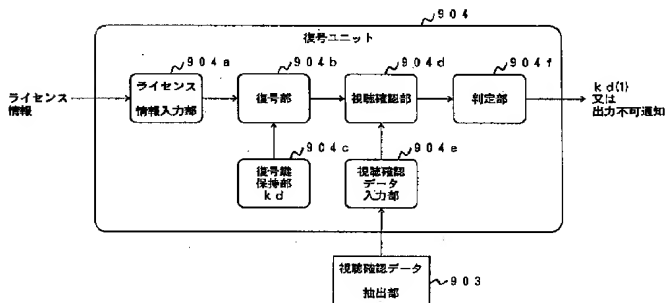 904
復号ユニット
904a
904b
904d
904f
ライセンス
情報
ライセンス
情報入力部
復号部
視聴確認部
判定部
kd(1)
又は
出力不可通知
904c
904e
復号鍵
保持部
kd
視聴確認
データ
入力部
視聴確認データ
抽出部
903